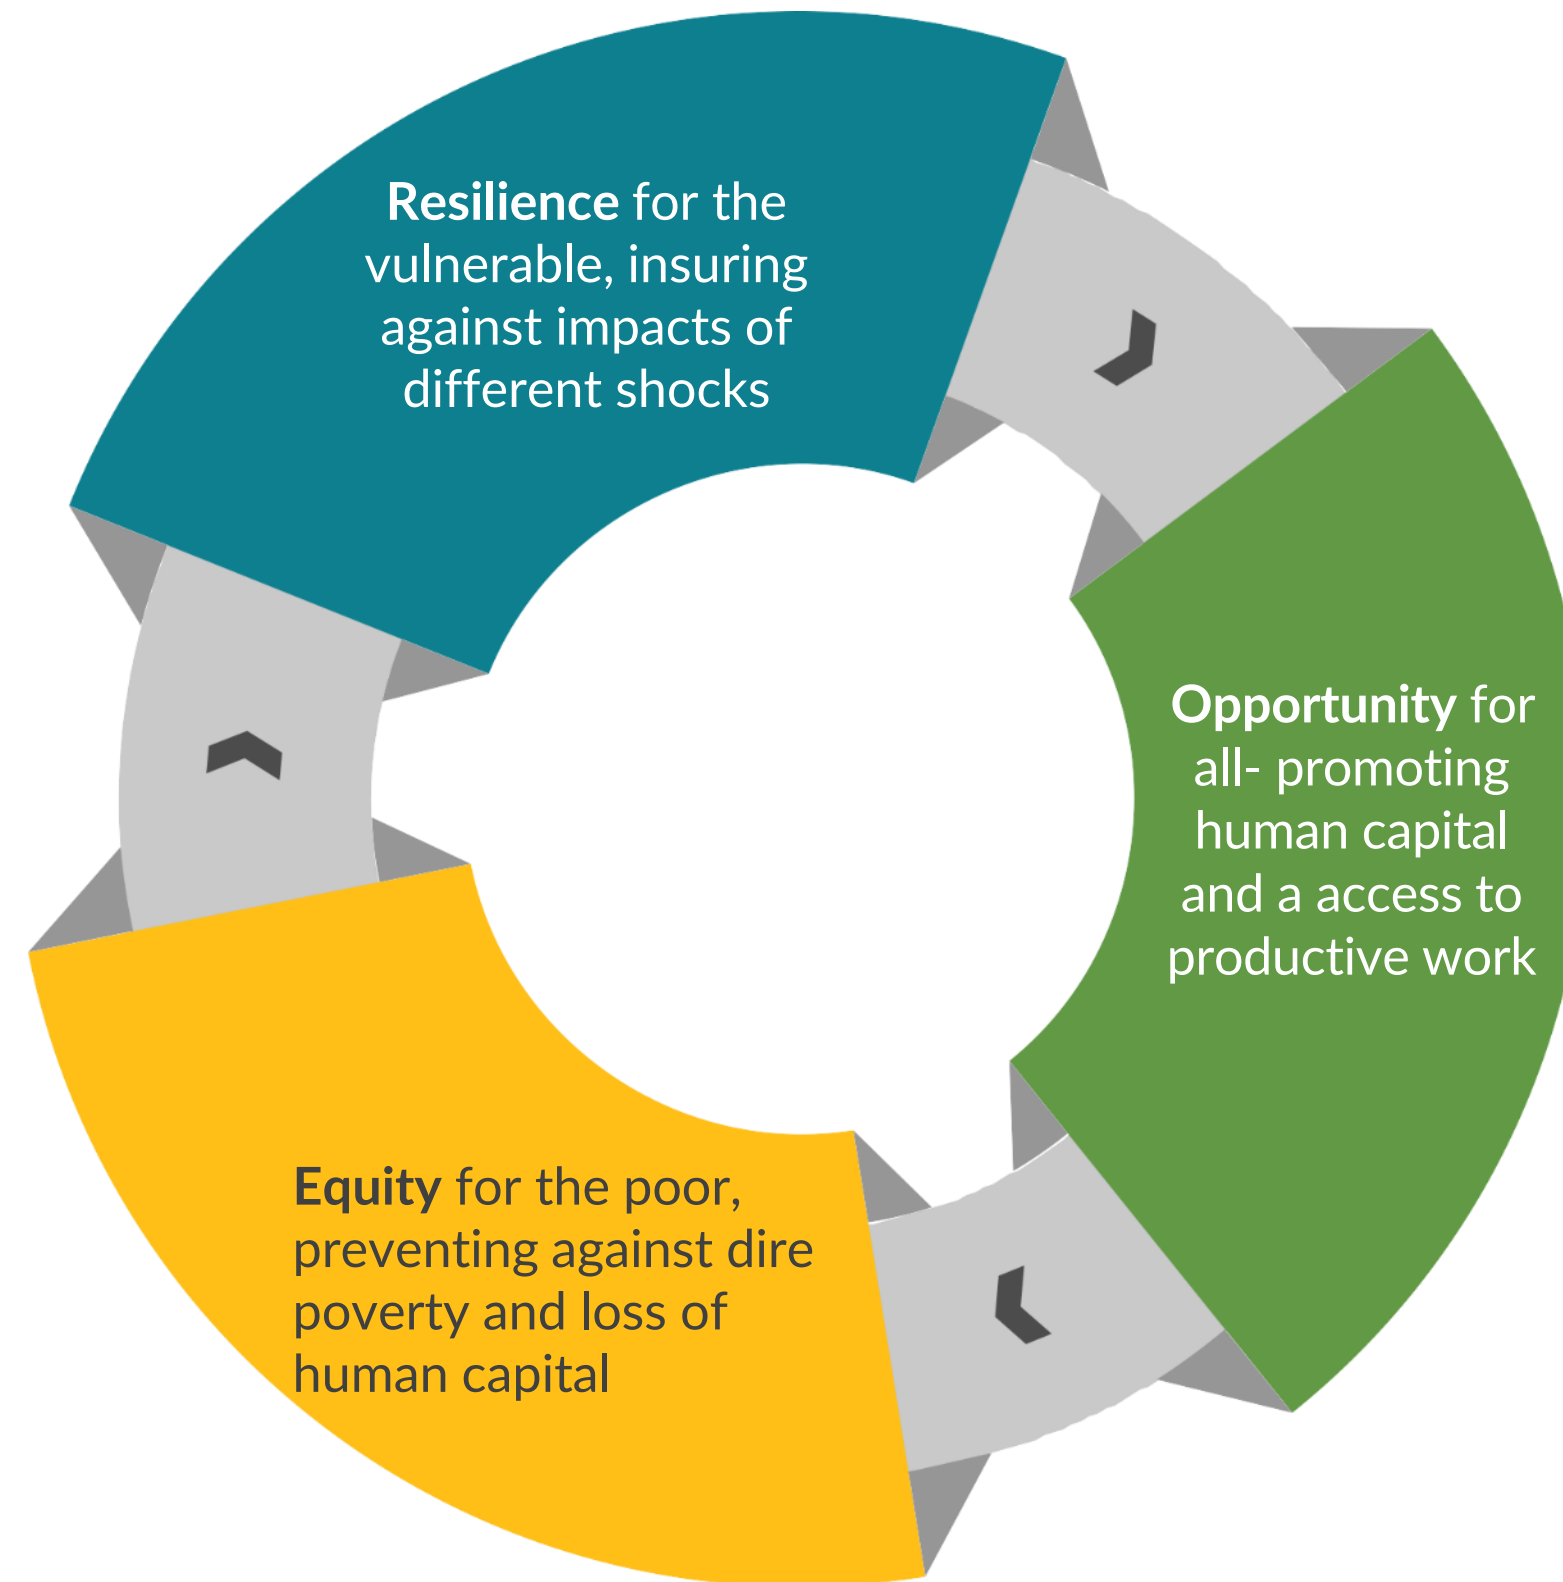 Resilience for the
vulnerable, insuring
against impacts of
different shocks
Opportunity for
all- promoting
human capital
and a access to
productive work
Equity for the poor,
preventing against dire
poverty and loss of
human capital